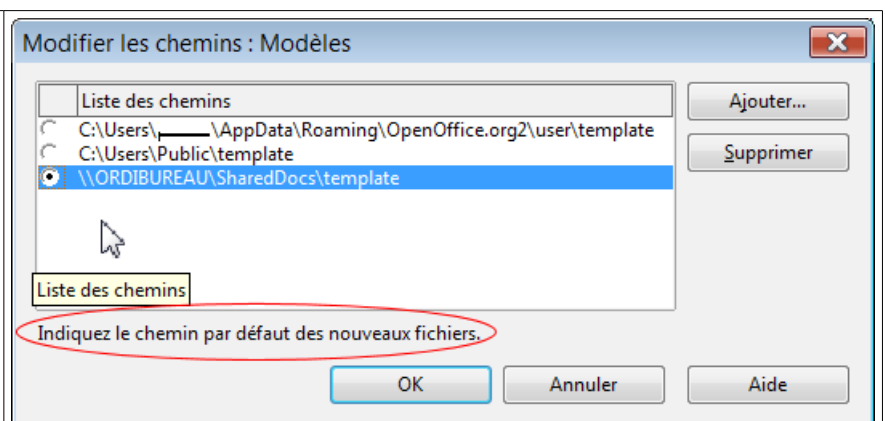 Modifier les chemins : Modèles
Liste des chemins
Ajouter...
C:\Users\ \AppData\Roaming\OpenOffice.org2\user\template
C:\Users\Public\template
Supprimer
\\ORDIBUREAU\SharedDocs\template
Liste des chemins
Indiquez le chemin par défaut des nouveaux fichiers.
OK
Annuler
Aide